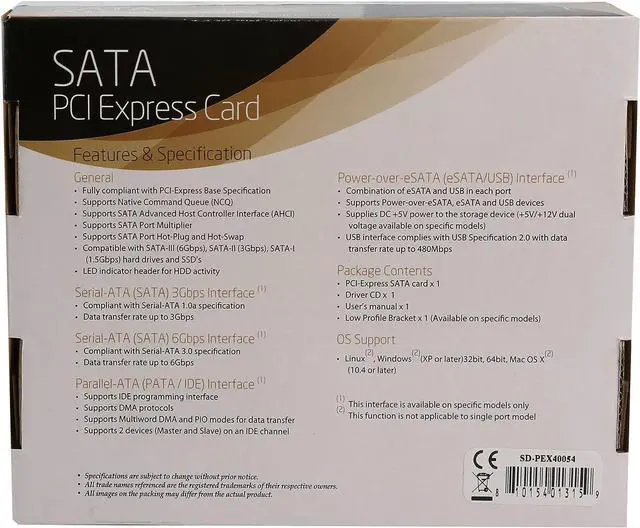 SATA
PCI Express Card
Features & Specification
General
• Fully compliant with PCI-Express Base Specification
• Supports Native Command Queue (NCQ)
• Supports SATA Advanced Host Controller Interface (AHCI)
• Supports SATA Port Multiplier
• Supports SATA Port Hot-Plug and Hot-Swap
• Compatible with SATA-III (6Gbps), SATA-II (3Gbps), SATA-I
(1.5Gbps) hard drives and SSD's
• LED indicator header for HDD activity
Serial-ATA (SATA) 3Gbps Interface (1)
• Compliant with Serial-ATA 1.0a specification
• Data transfer rate up to 3Gbps
Serial-ATA (SATA) 6Gbps Interface (1)
• Compliant with Serial-ATA 3.0 specification
• Data transfer rate up to 6Gbps
Parallel-ATA (PATA / IDE) Interface (1)
• Supports IDE programming interface
• Supports DMA protocols
• Supports Multiword DMA and PIO modes for data transfer
• Supports 2 devices (Master and Slave) on an IDE channel
Power-over-eSATA (eSATA/USB) Interface (1)
• Combination of eSATA and USB in each port
• Supports Power-over-eSATA, eSATA and USB devices
• Supplies DC +5V power to the storage device (+5V/+12V dual
voltage available on specific models)
• USB interface complies with USB Specification 2.0 with data
transfer rate up to 480Mbps
Package Contents
• PCI-Express SATA card x 1
• Driver CD x 1
• User's manual x 1
• Low Profile Bracket x 1 (Available on specific models)
OS Support
• Linux(2), Windows(2)(XP or later)32bit, 64bit, Mac OS X(2)
(10.4 or later)
(1) This interface is available on specific models only
(2) This function is not applicable to single port model
• Specifications are subject to change without prior notice.
• All trade names referenced are the registered trademarks of their respective owners.
• All images on the packing may differ from the actual product.
CE
SD-PEX40054
8 10154 01315 9